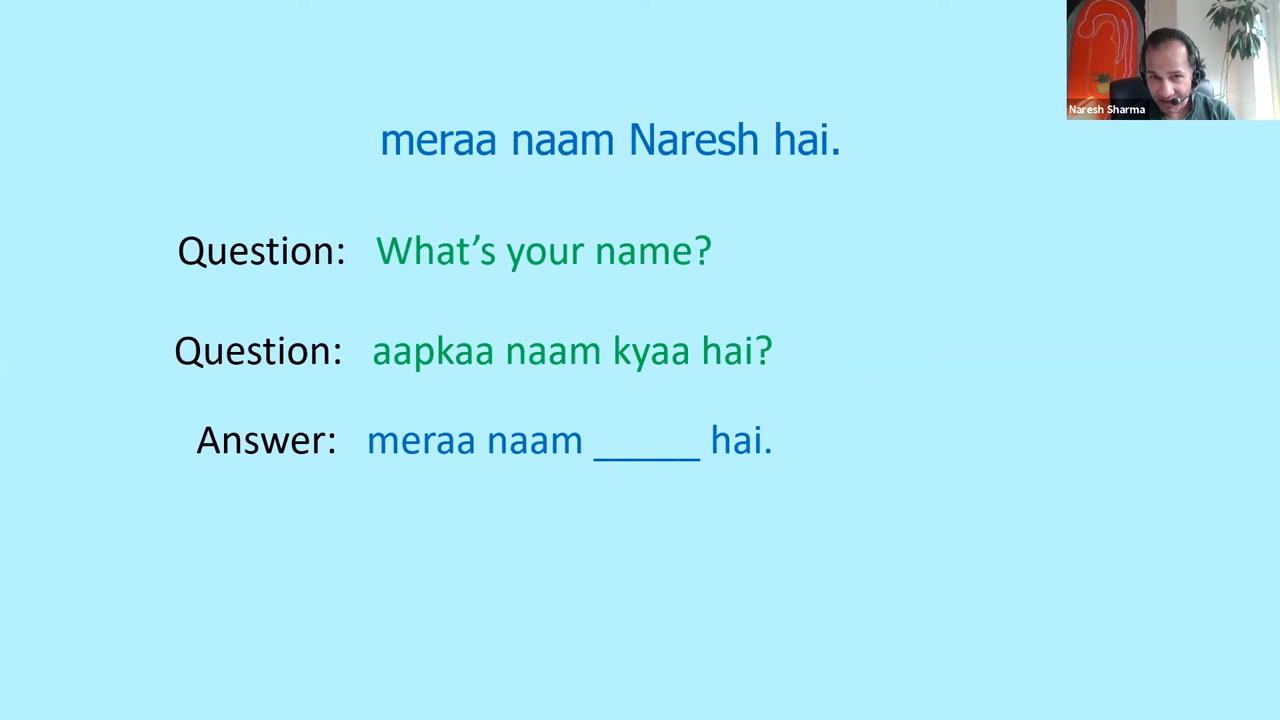 Naresh Sharma
meraa naam Naresh hai.
Question: What's your name?
Question: aapkaa naam kyaa hai?
Answer: meraa naam _____ hai.